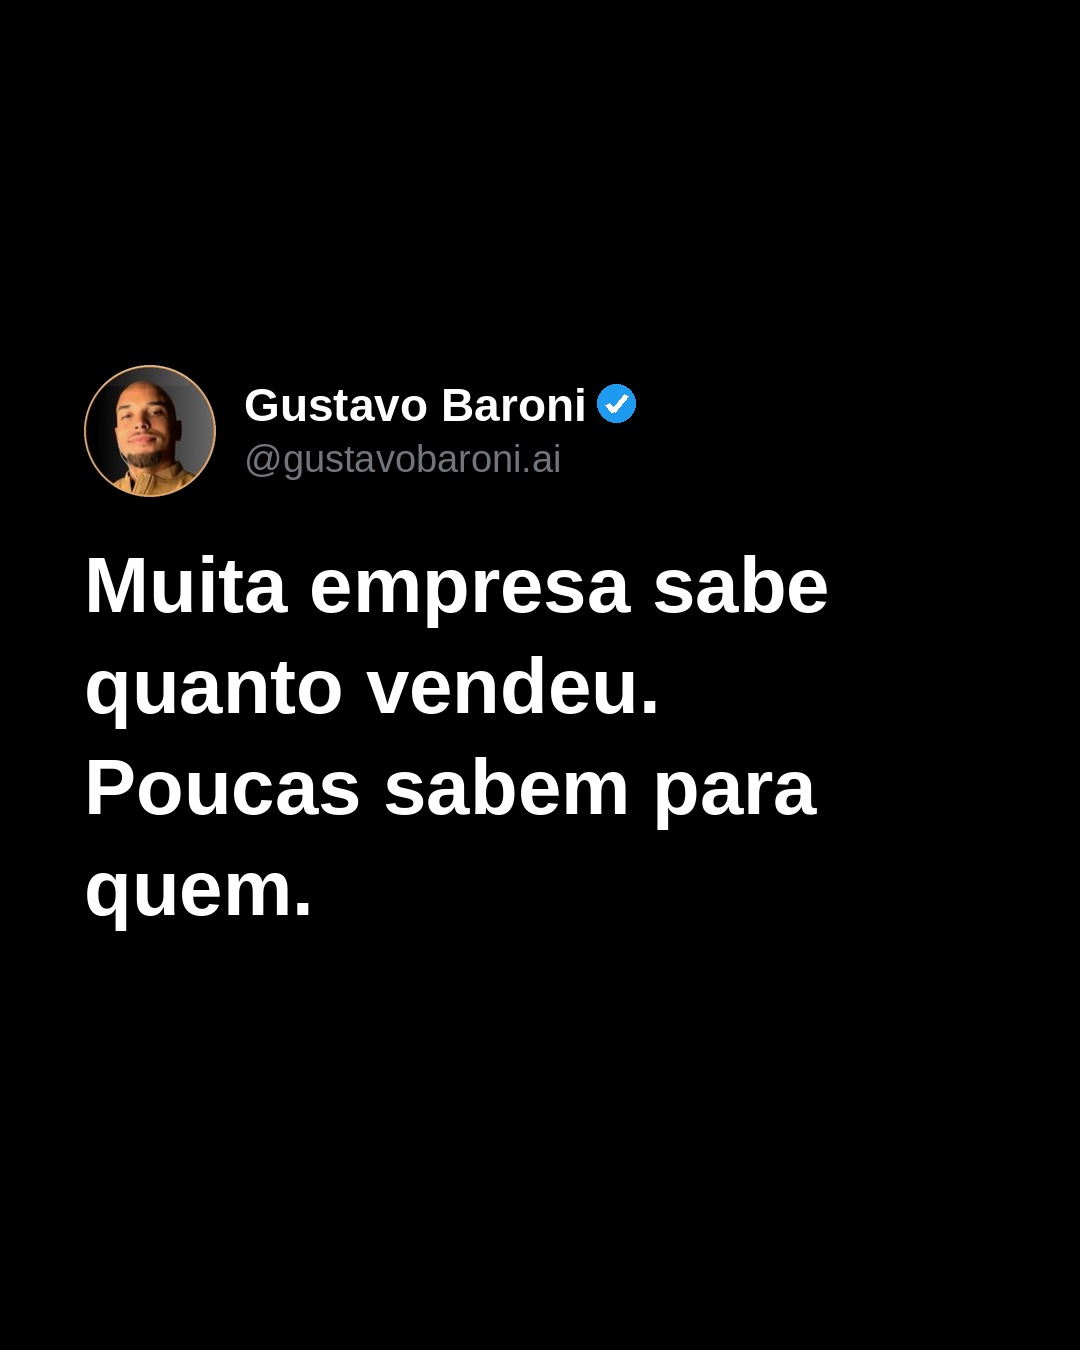 Gustavo Baroni
@gustavobaroni.ai
Muita empresa sabe
quanto vendeu.
Poucas sabem para
quem.